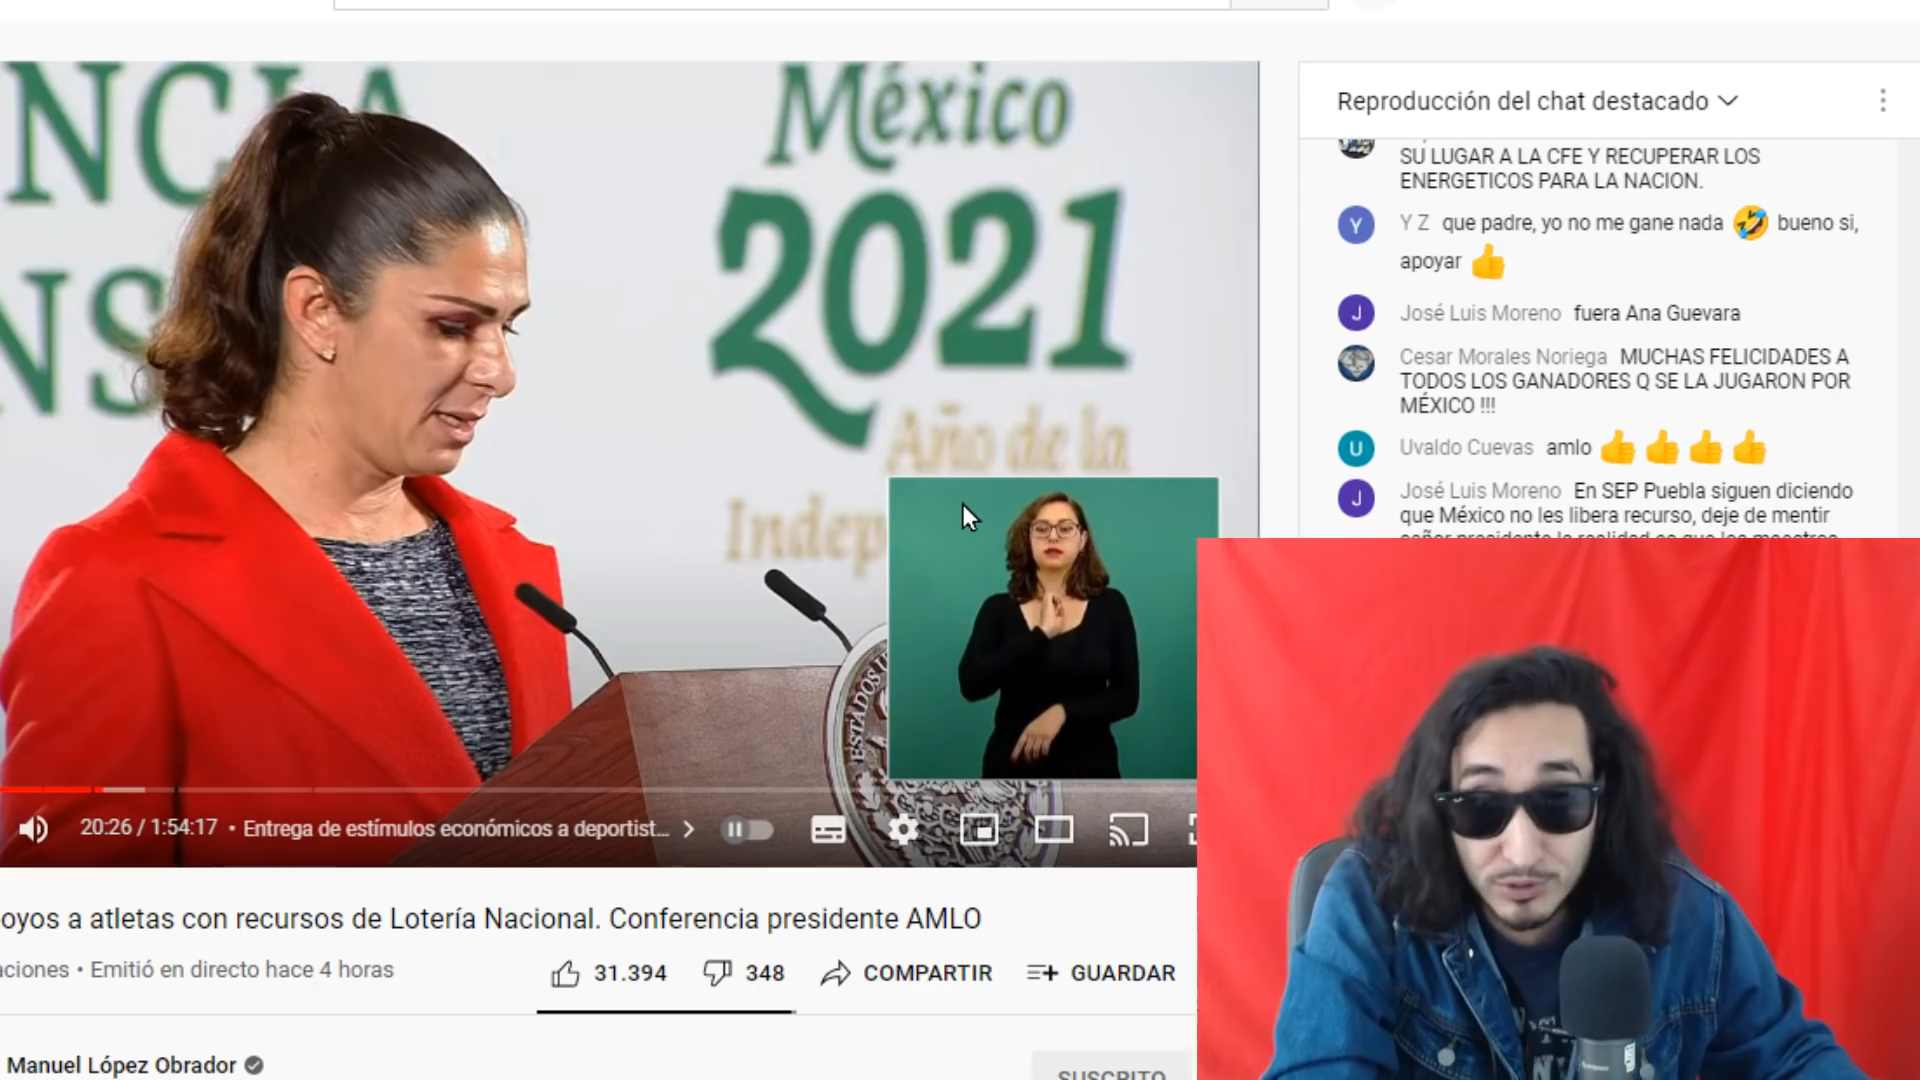 NCIA
NS
México
2021
Año de la
Indep
ESTADOS
Reproducción del chat destacado
SU LUGAR A LA CFE Y RECUPERAR LOS
ENERGETICOS PARA LA NACION.
Y
Y Z que padre, yo no me gane nada 🤣 bueno si,
apoyar 👍
J
José Luis Moreno fuera Ana Guevara
Cesar Morales Noriega MUCHAS FELICIDADES A
TODOS LOS GANADORES Q SE LA JUGARON POR
MÉXICO !!!
U
Uvaldo Cuevas amlo 👍👍👍👍
J
José Luis Moreno En SEP Puebla siguen diciendo
que México no les libera recurso, deje de mentir
20:26 / 1:54:17 • Entrega de estímulos económicos a deportist...
oyos a atletas con recursos de Lotería Nacional. Conferencia presidente AMLO
aciones • Emitió en directo hace 4 horas
31.394
348
COMPARTIR
GUARDAR
Manuel López Obrador
SUSCRITO